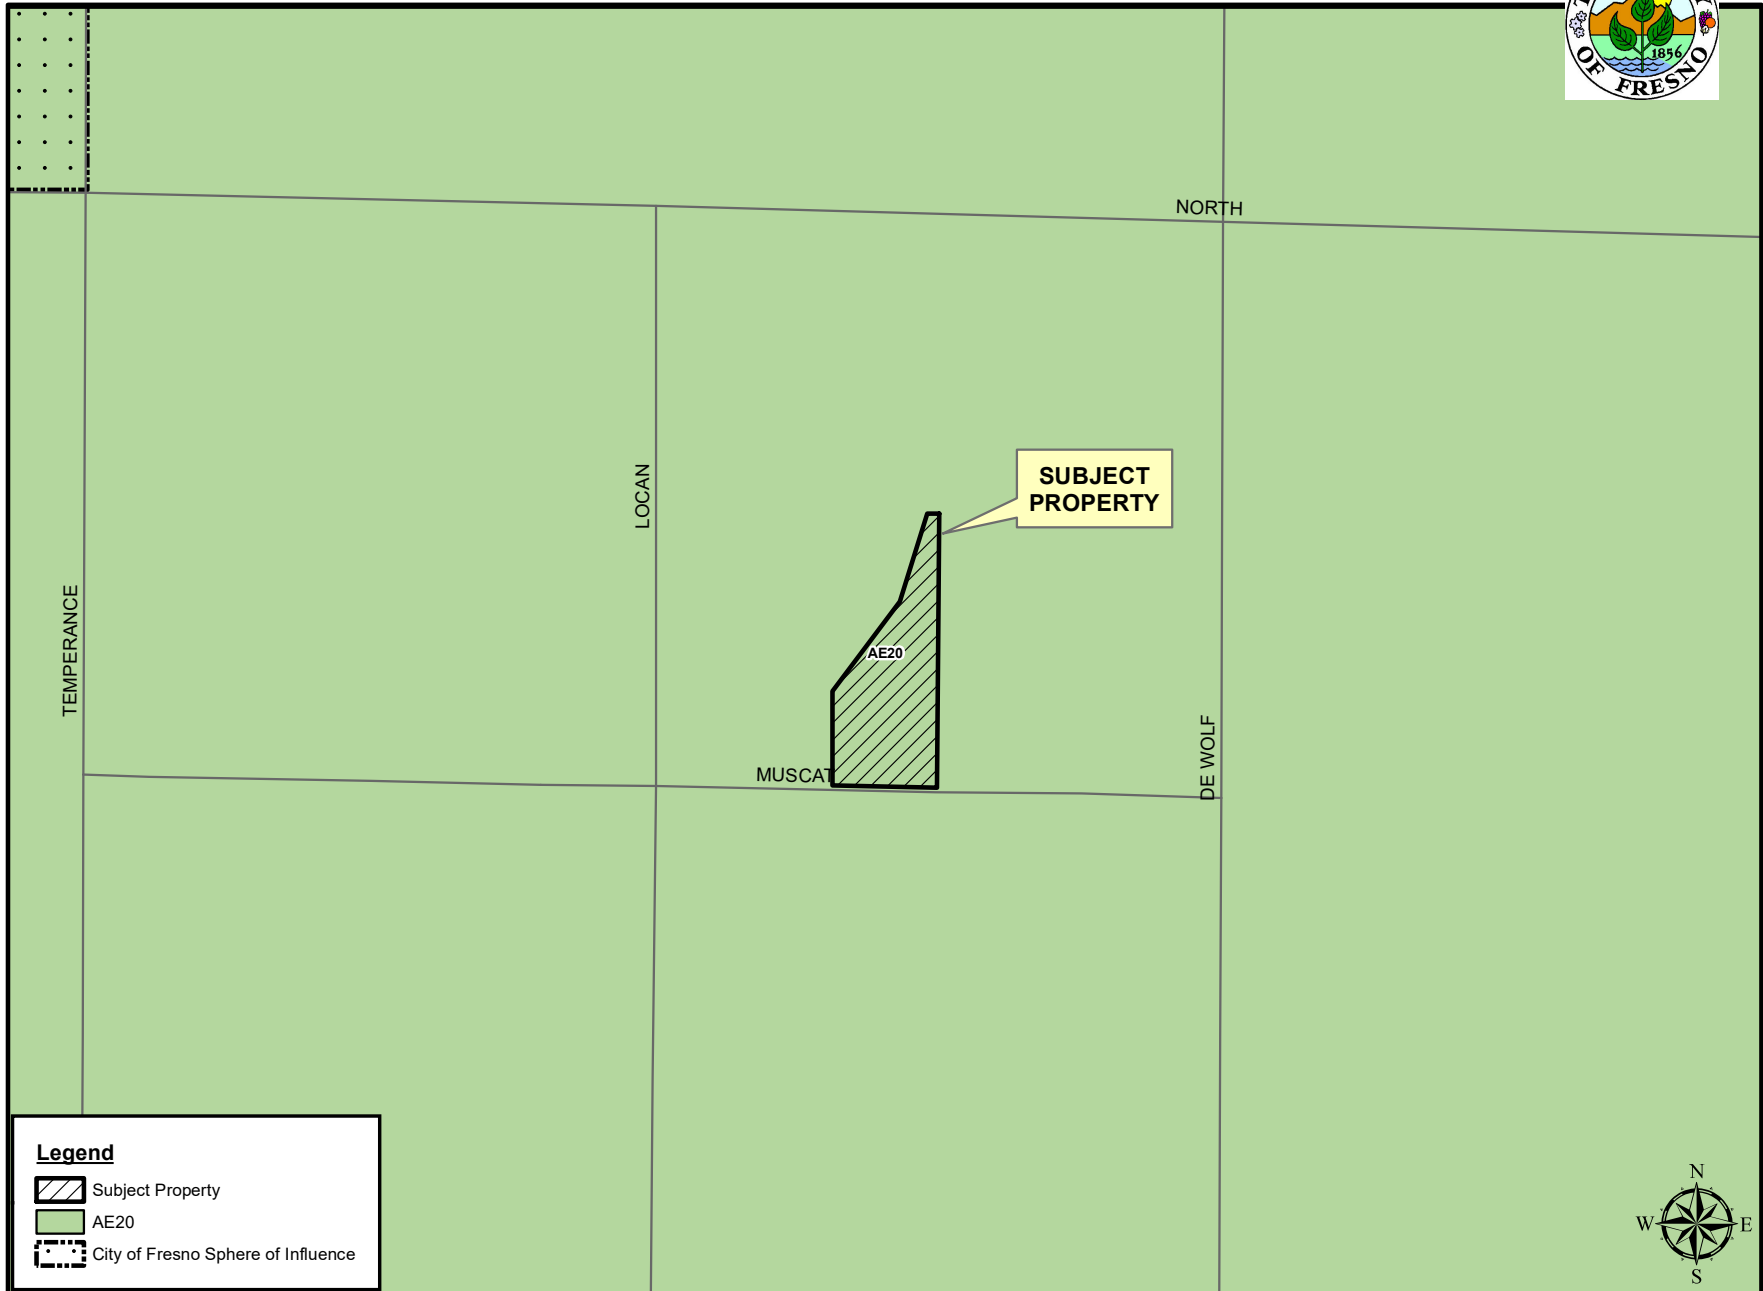 1856
OF FRESNO
NORTH
LOCAN
SUBJECT
PROPERTY
TEMPERANCE
AE20
DE WOLF
MUSCAT
Legend
Subject Property
AE20
City of Fresno Sphere of Influence
N
W E
S